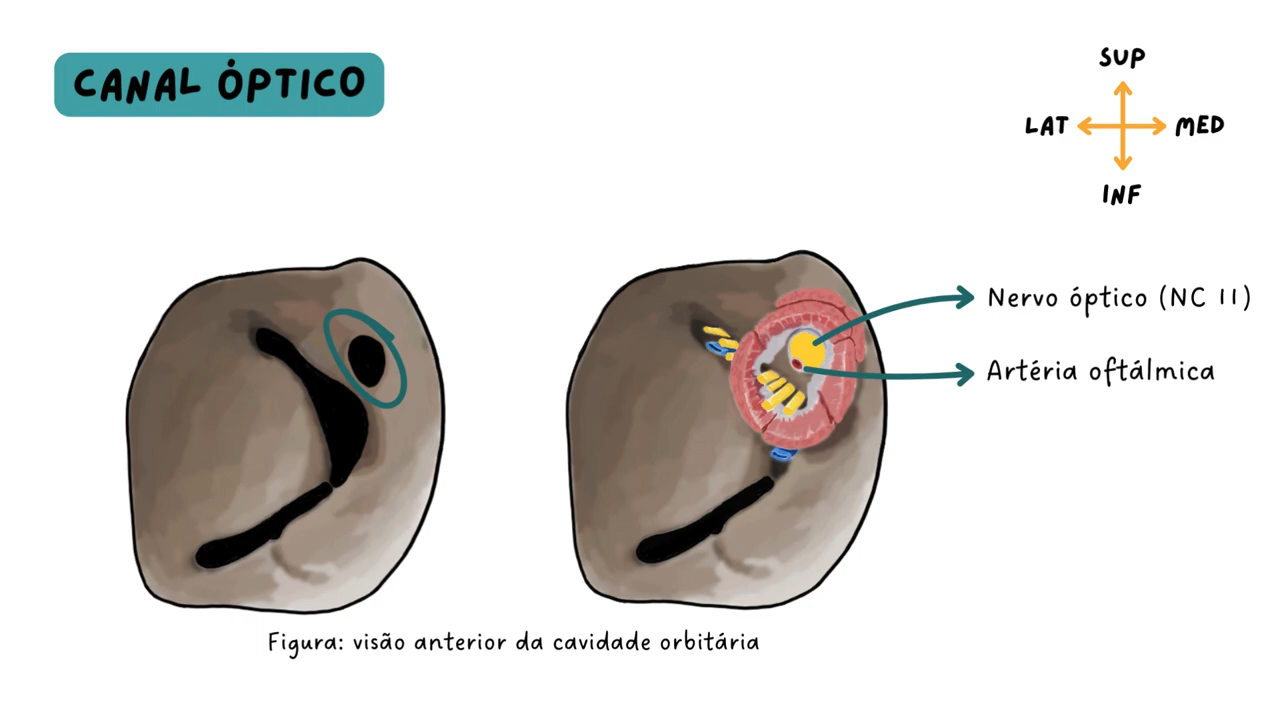 CANAL ÓPTICO
SUP
LAT
MED
INF
Nervo óptico (NC II)
Artéria oftálmica
Figura: visão anterior da cavidade orbitária